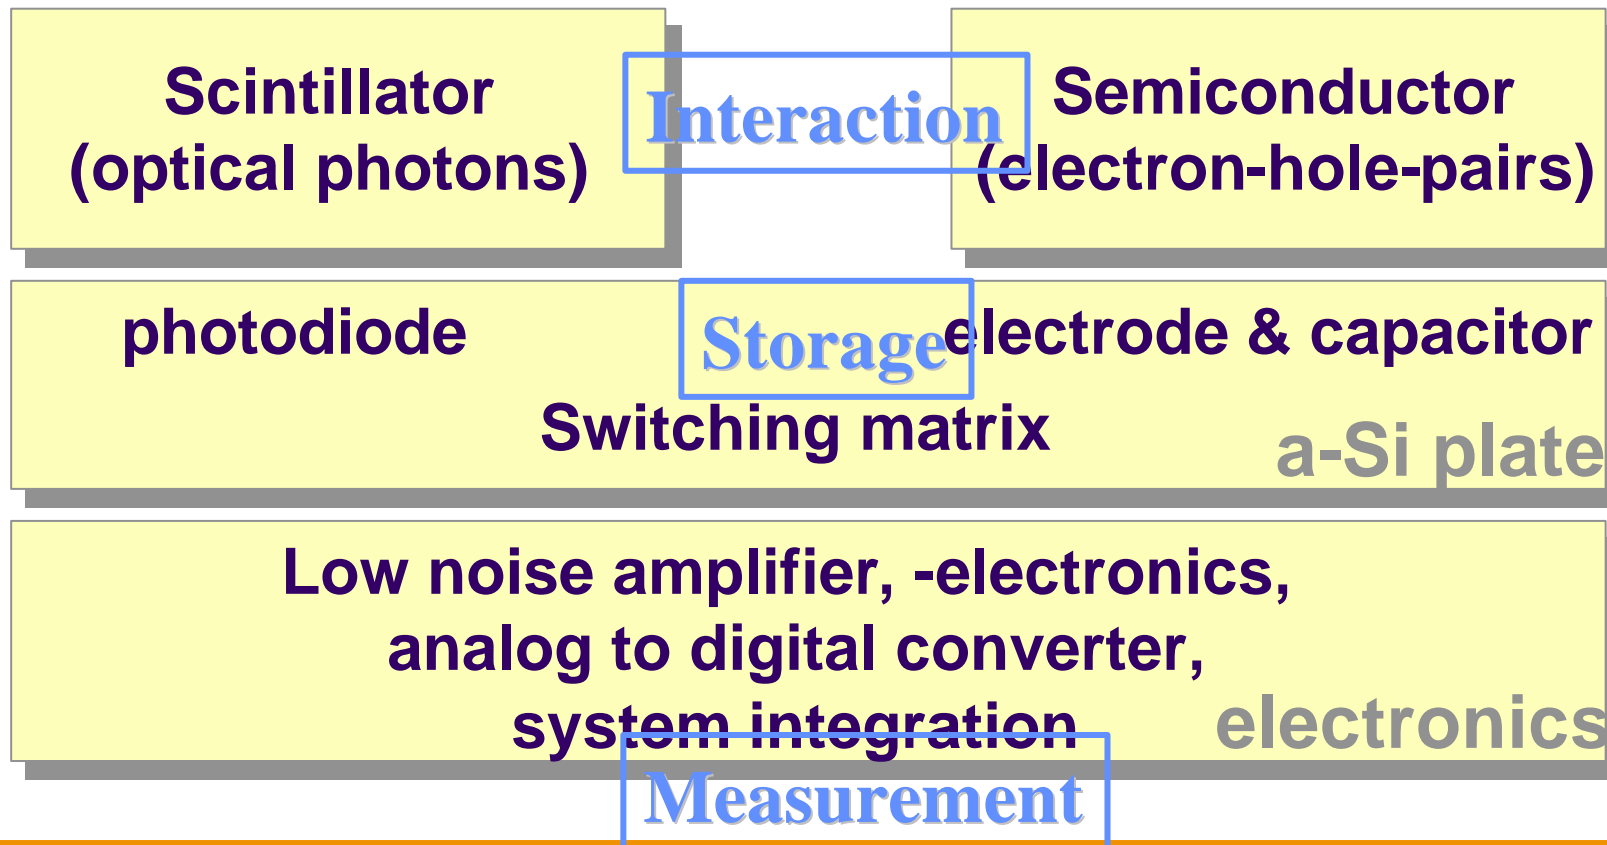 Scintillator
(optical photons)
Interaction
Semiconductor
(electron-hole-pairs)
photodiode
Storage
electrode & capacitor
Switching matrix
a-Si plate
Low noise amplifier, -electronics,
analog to digital converter,
system integration
electronics
Measurement